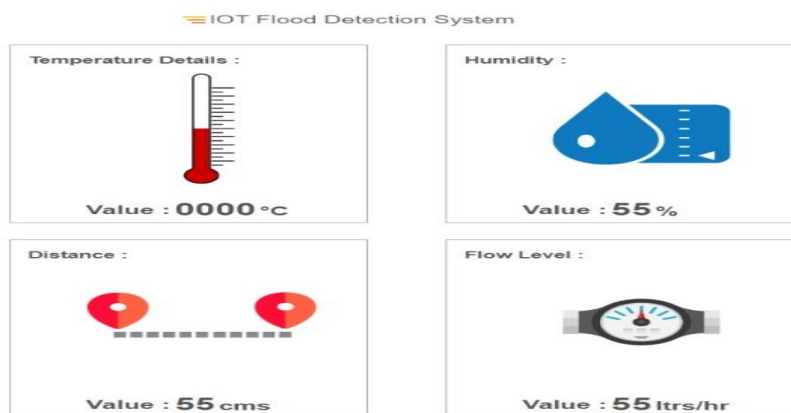 IOT Flood Detection System
Temperature Details :
Value : 0000 °C
Humidity :
Value : 55 %
Distance :
Value : 55 cms
Flow Level :
Value : 55 ltrs/hr